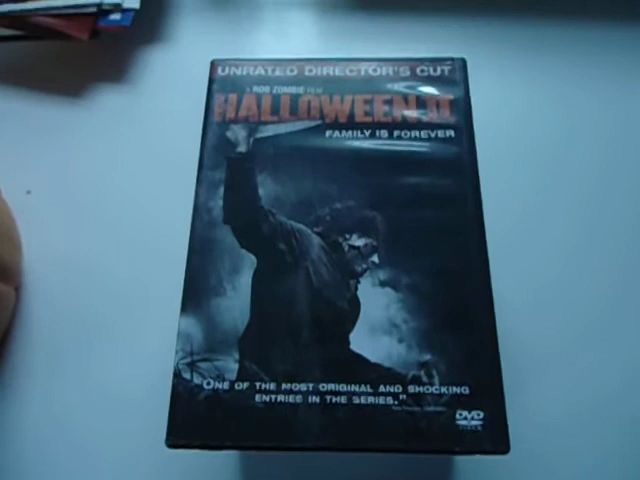 UNRATED DIRECTOR'S CUT
A ROB ZOMBIE FILM
HALLOWEEN II
FAMILY IS FOREVER
"ONE OF THE MOST ORIGINAL AND SHOCKING
ENTRIES IN THE SERIES."
DVD